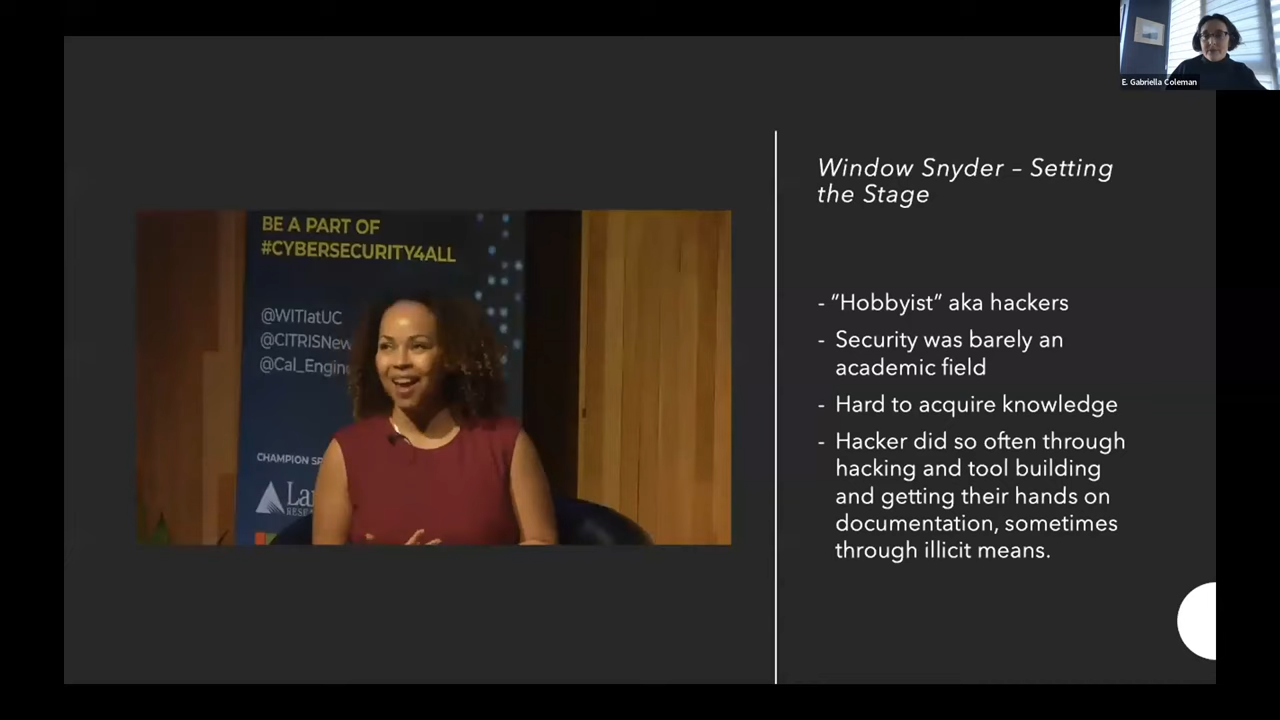 E. Gabriella Coleman
Window Snyder – Setting
the Stage
BE A PART OF
#CYBERSECURITY4ALL
@WITIatUC
@CITRISNew
@Cal_Engin
CHAMPION SP
Lam
RESEARCH
- "Hobbyist" aka hackers
- Security was barely an
academic field
- Hard to acquire knowledge
- Hacker did so often through
hacking and tool building
and getting their hands on
documentation, sometimes
through illicit means.